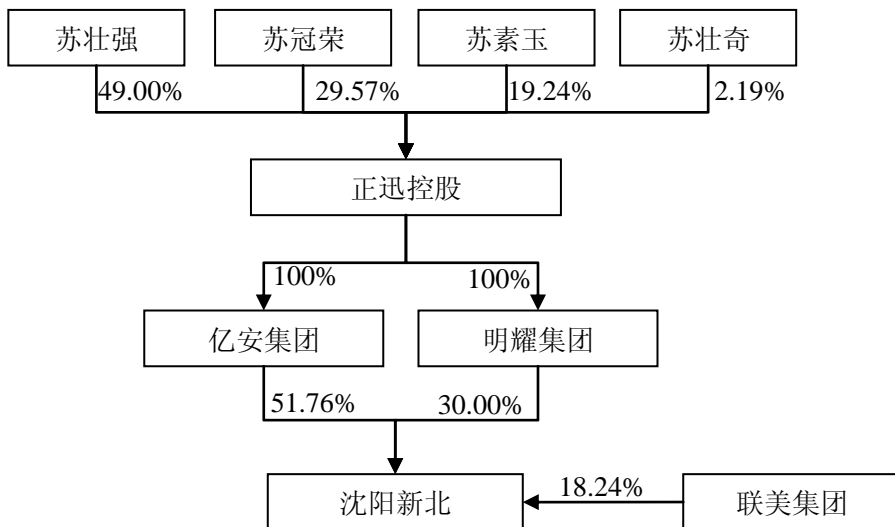 苏壮强 苏冠荣 苏素玉 苏壮奇
49.00% 29.57% 19.24% 2.19%
正迅控股
100% 100%
亿安集团 明耀集团
51.76% 30.00%
沈阳新北 18.24% 联美集团